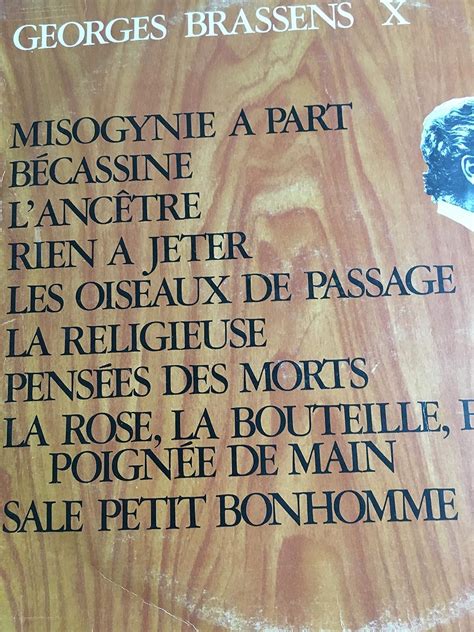 GEORGES BRASSENS X
MISOGYNIE A PART
BÉCASSINE
L'ANCÊTRE
RIEN A JETER
LES OISEAUX DE PASSAGE
LA RELIGIEUSE
PENSÉES DES MORTS
LA ROSE, LA BOUTEILLE,
POIGNÉE DE MAIN
SALE PETIT BONHOMME